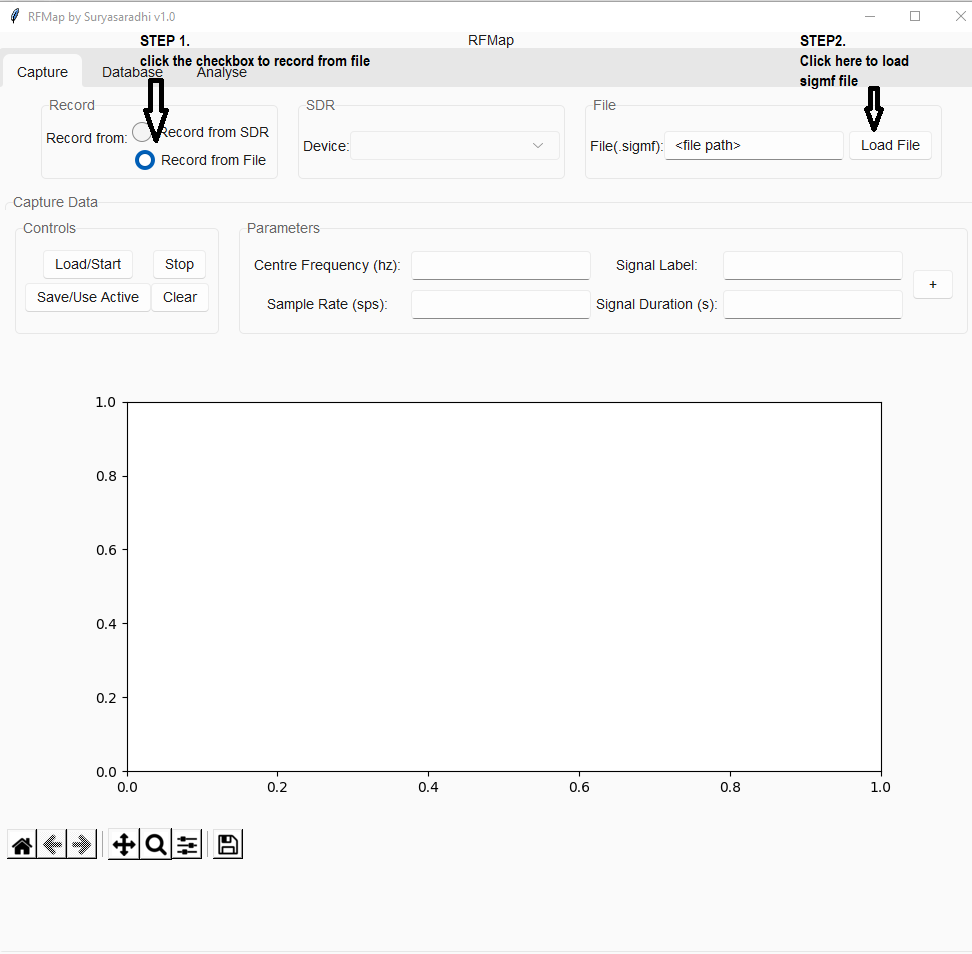 RFMap by Suryasaradhi v1.0
RFMap
STEP 1.
click the checkbox to record from file
STEP2.
Click here to load
sigmf file
Capture Database Analyse
Record
Record from: Record from SDR
Record from File
SDR
Device:
File
File(.sigmf): <file path> Load File
Capture Data
Controls
Load/Start Stop
Save/Use Active Clear
Parameters
Centre Frequency (hz): Signal Label:
Sample Rate (sps): Signal Duration (s):
+
1.0
0.8
0.6
0.4
0.2
0.0
0.0 0.2 0.4 0.6 0.8 1.0